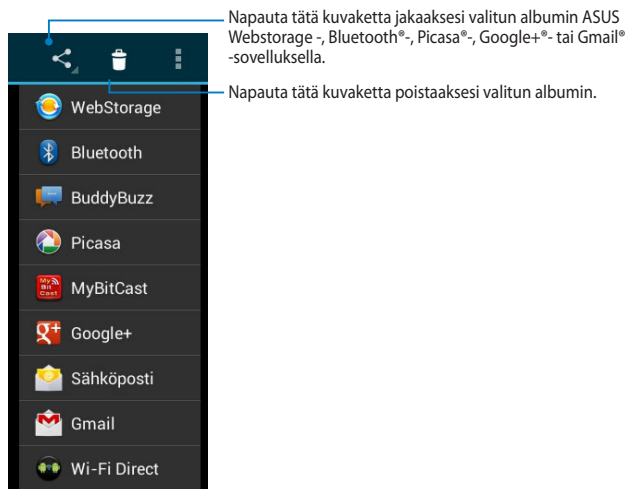 Napauta tätä kuvaketta jakaaksesi valitun albumin ASUS
Webstorage -, Bluetooth®-, Picasa®-, Google+®- tai Gmail®
-sovelluksella.
Napauta tätä kuvaketta poistaaksesi valitun albumin.
WebStorage
Bluetooth
BuddyBuzz
Picasa
My
Bit
Cast
MyBitCast
g+
Google+
Sähköposti
Gmail
Wi-Fi Direct